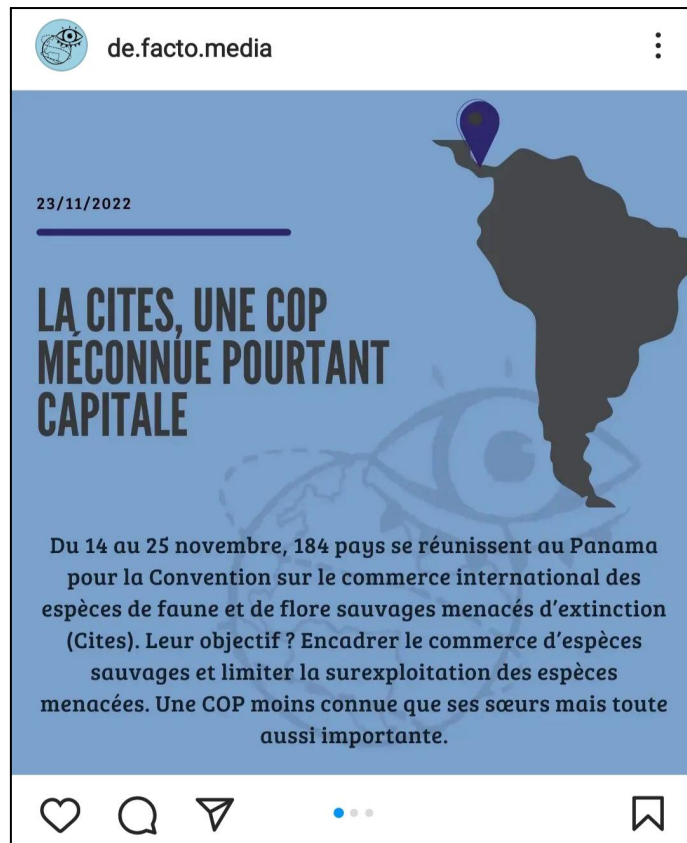 de.facto.media
23/11/2022
LA CITES, UNE COP
MÉCONNUE POURTANT
CAPITALE
Du 14 au 25 novembre, 184 pays se réunissent au Panama
pour la Convention sur le commerce international des
espèces de faune et de flore sauvages menacés d’extinction
(Cites). Leur objectif ? Encadrer le commerce d’espèces
sauvages et limiter la surexploitation des espèces
menacées. Une COP moins connue que ses sœurs mais toute
aussi importante.